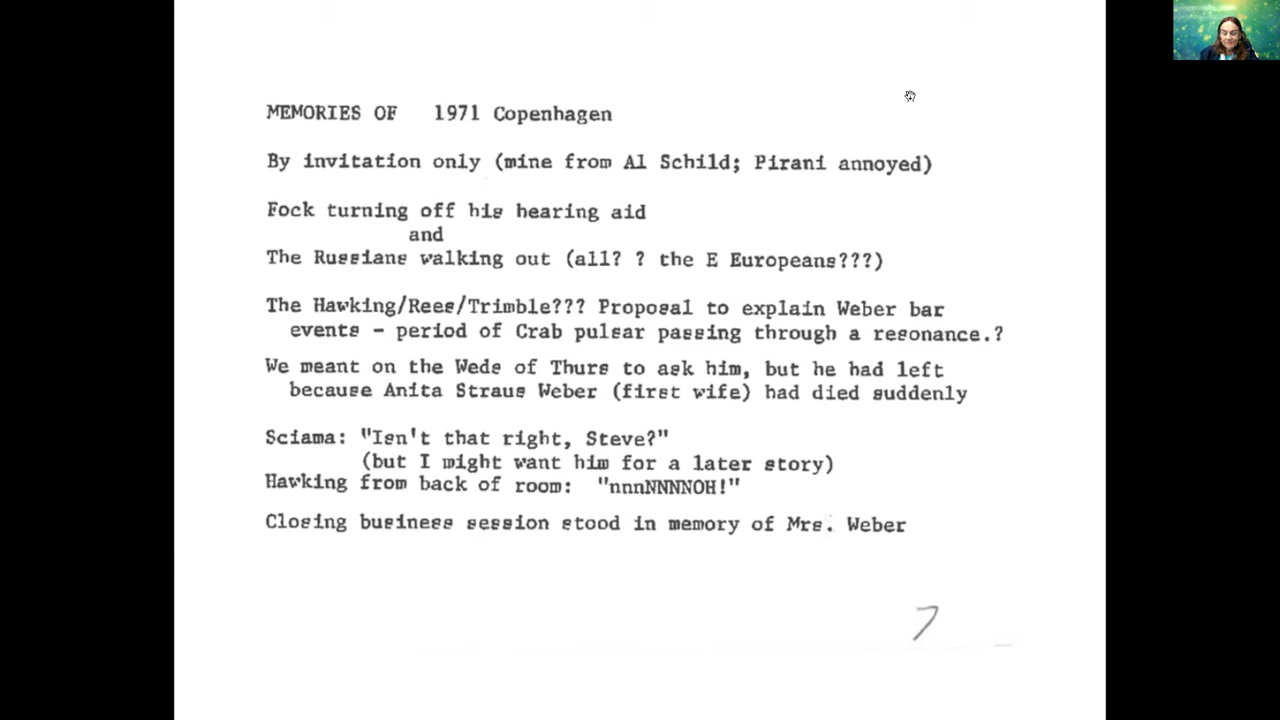 MEMORIES OF 1971 Copenhagen
By invitation only (mine from Al Schild; Pirani annoyed)
Fock turning off his hearing aid
and
The Russians walking out (all? ? the E Europeans???)
The Hawking/Rees/Trimble??? Proposal to explain Weber bar
events - period of Crab pulsar passing through a resonance.?
We meant on the Weds of Thurs to ask him, but he had left
because Anita Straus Weber (first wife) had died suddenly
Sciama: "Isn't that right, Steve?"
(but I might want him for a later story)
Hawking from back of room: "nnnNNNNOH!"
Closing business session stood in memory of Mrs. Weber
7